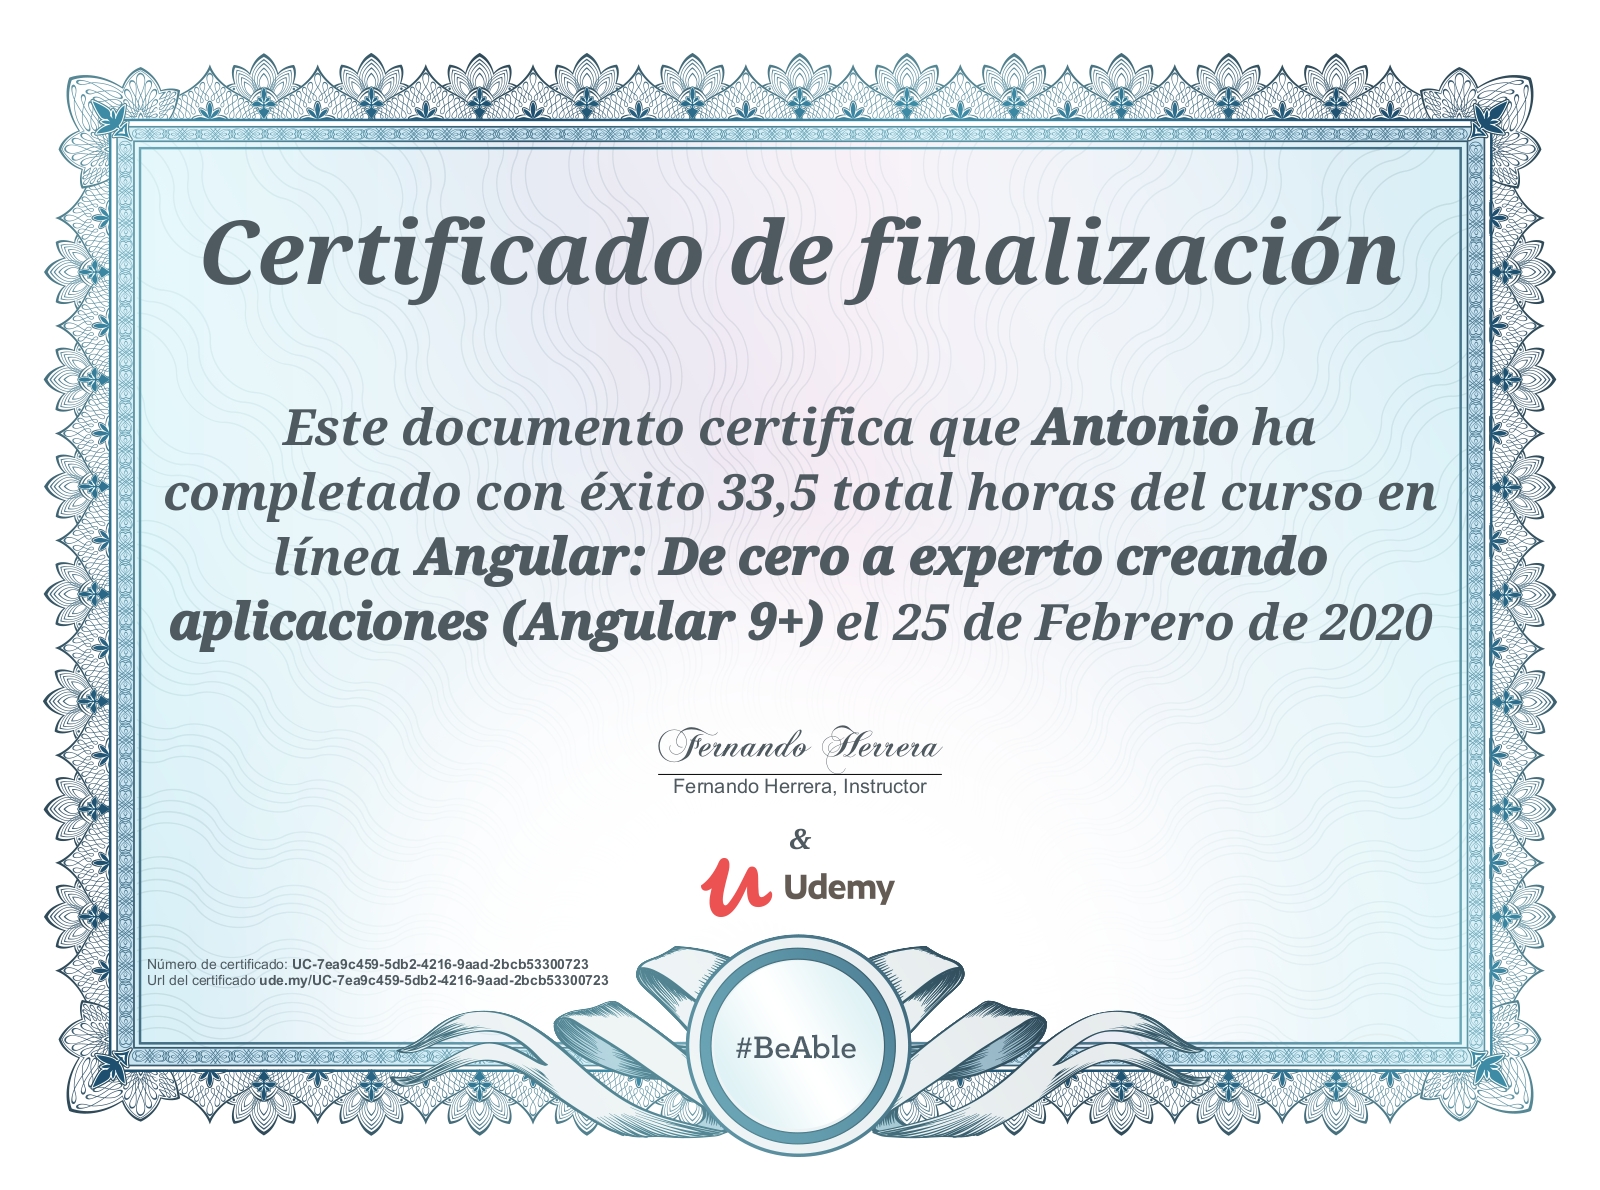 Certificado de finalización
Este documento certifica que Antonio ha
completado con éxito 33,5 total horas del curso en
línea Angular: De cero a experto creando
aplicaciones (Angular 9+) el 25 de Febrero de 2020
Fernando Herrera
Fernando Herrera, Instructor
&
Udemy
Número de certificado: UC-7ea9c459-5db2-4216-9aad-2bcb53300723
Url del certificado ude.my/UC-7ea9c459-5db2-4216-9aad-2bcb53300723
#BeAble